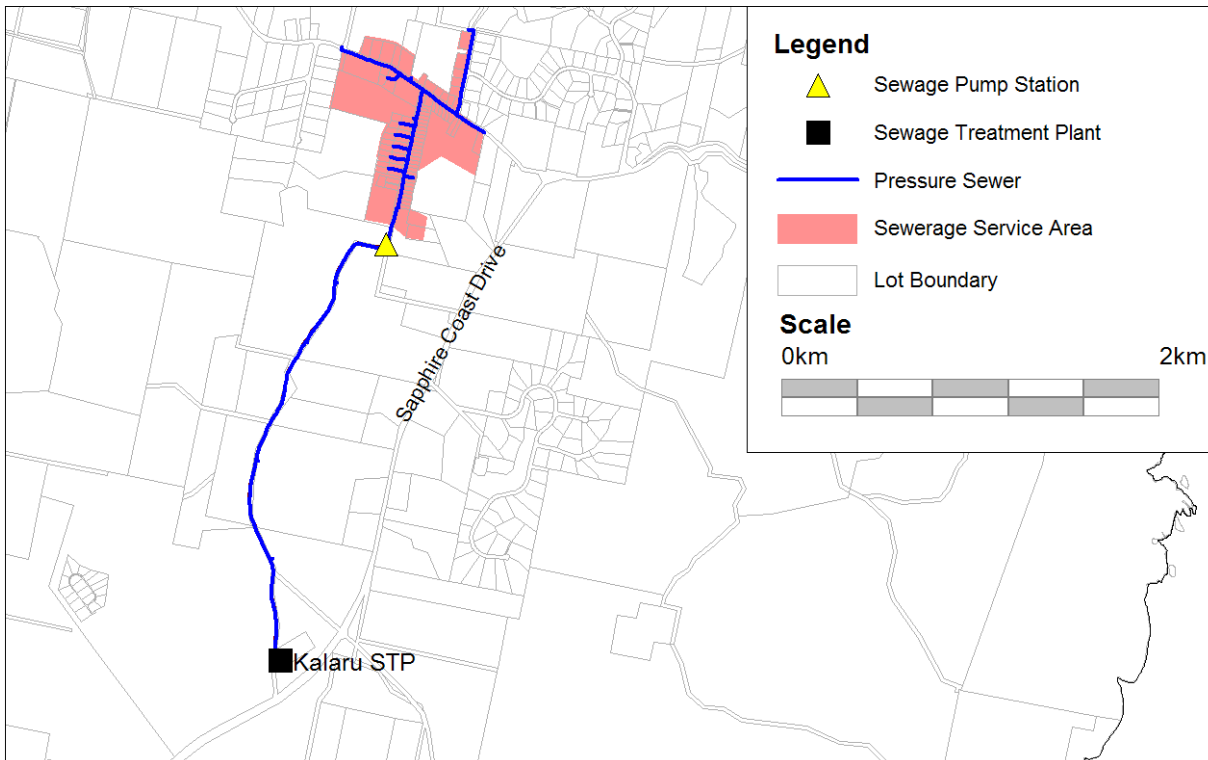 Legend
Sewage Pump Station
Sewage Treatment Plant
Pressure Sewer
Sewerage Service Area
Lot Boundary
Scale
0km 2km
Sapphire Coast Drive
Kalaru STP